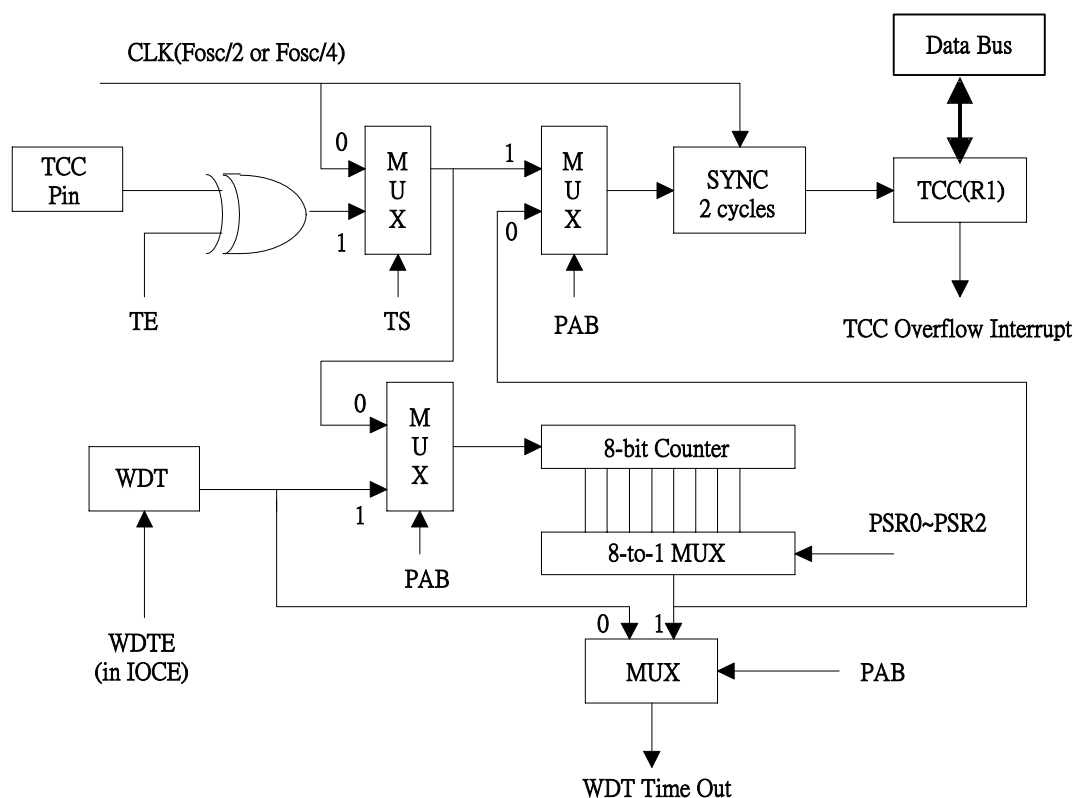 CLK(Fosc/2 or Fosc/4)
Data Bus
TCC
Pin
0
1
M
U
X
1
0
M
U
X
SYNC
2 cycles
TCC(R1)
TE
TS
PAB
TCC Overflow Interrupt
0
1
M
U
X
8-bit Counter
WDT
PSR0~PSR2
8-to-1 MUX
PAB
WDTE
(in IOCE)
0
1
MUX
PAB
WDT Time Out